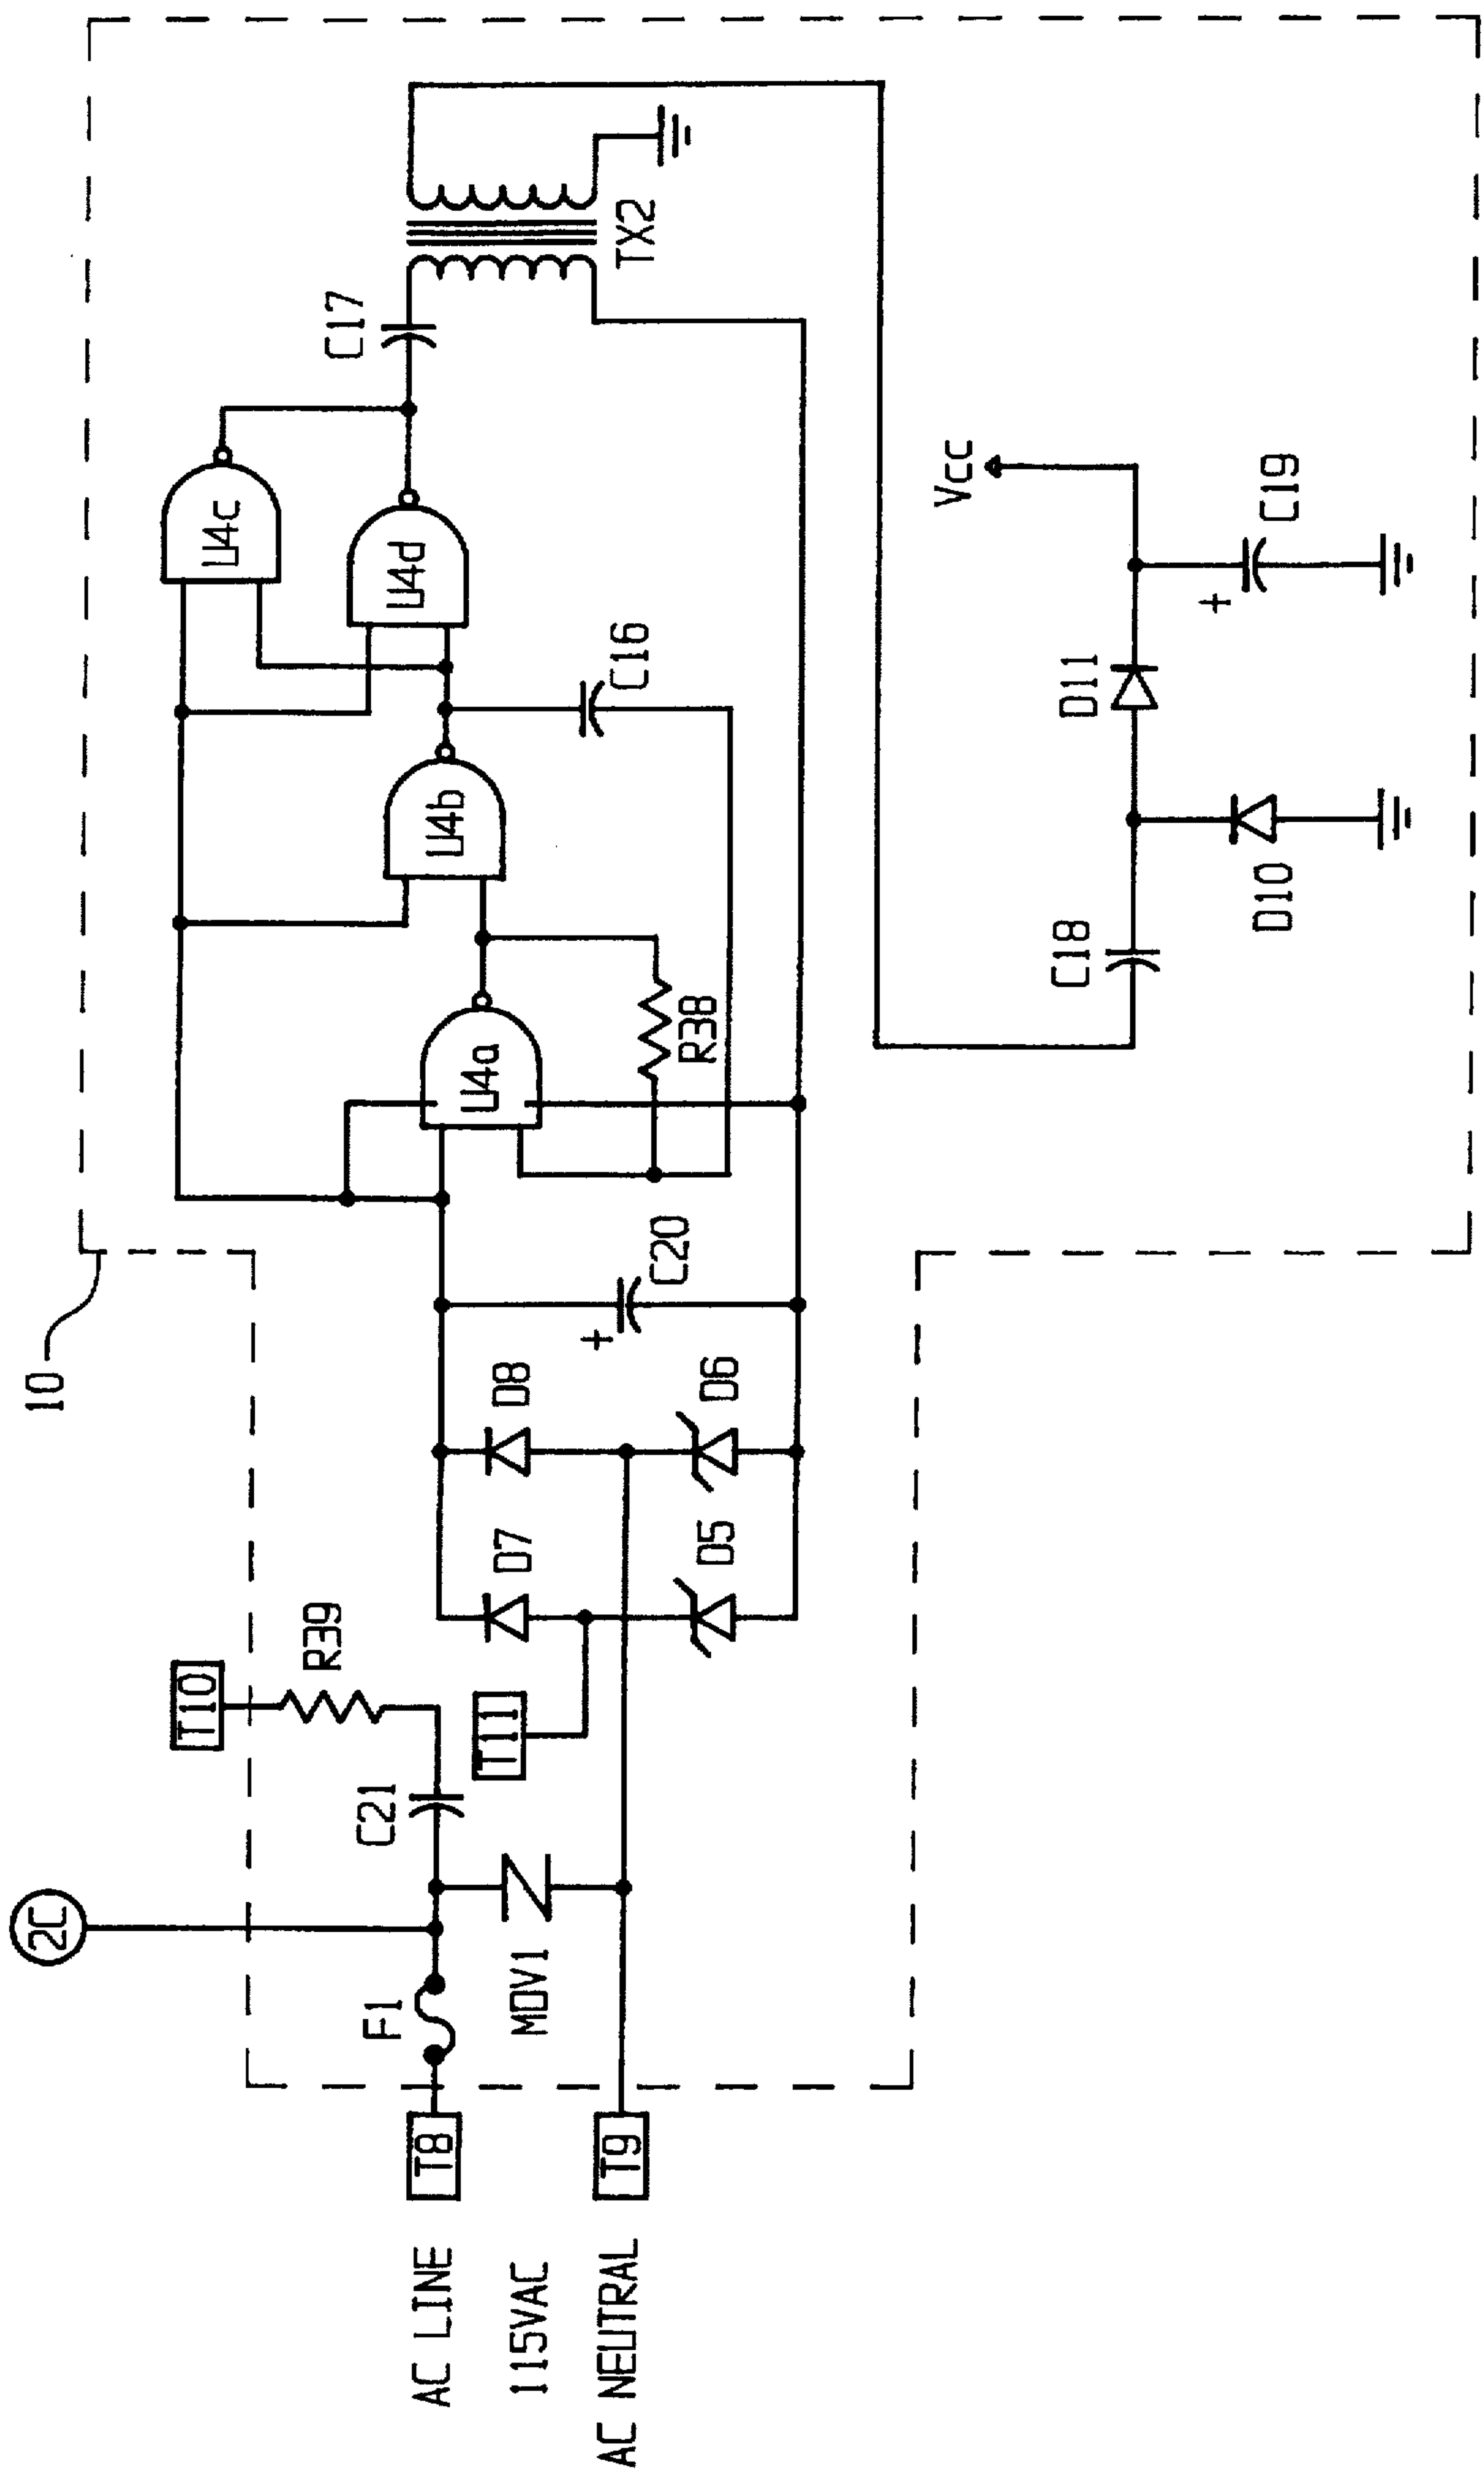 10
2C
T10
R39
U4c
C17
U4d
TX2
F1
C21
T11
D7
D8
U4a
U4b
C16
AC LINE
T8
115VAC
MOV1
D5
D6
C20
R38
AC NEUTRAL
T9
Vcc
C18
D11
D10
+
C19
+